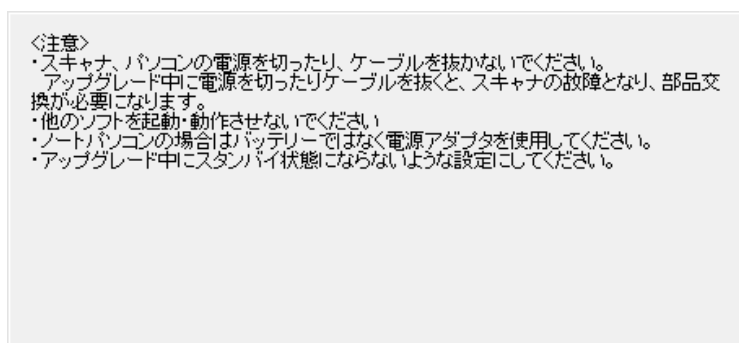 〈注意〉
・スキャナ、パソコンの電源を切ったり、ケーブルを抜かないでください。
　アップグレード中に電源を切ったりケーブルを抜くと、スキャナの故障となり、部品交
換が必要になります。
・他のソフトを起動・動作させないでください
・ノートパソコンの場合はバッテリーではなく電源アダプタを使用してください。
・アップグレード中にスタンバイ状態にならないような設定にしてください。